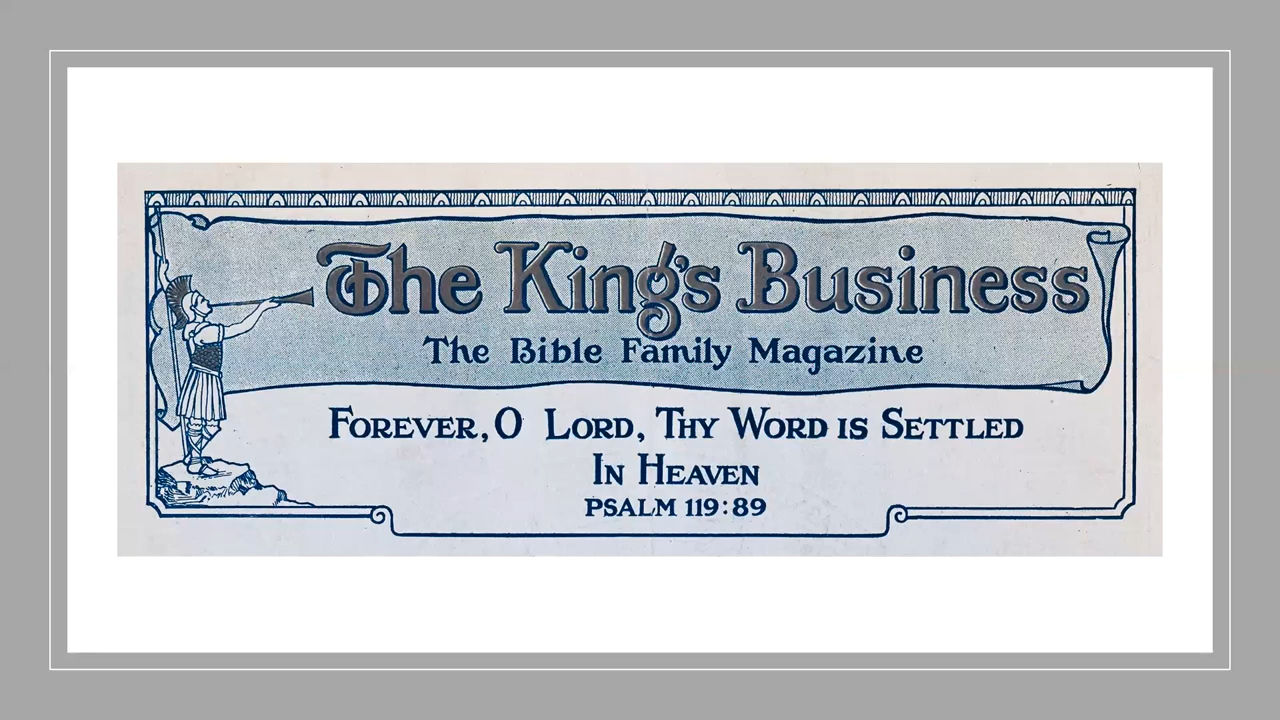 The King's Business
The Bible Family Magazine
Forever, O Lord, Thy Word is Settled
In Heaven
Psalm 119:89